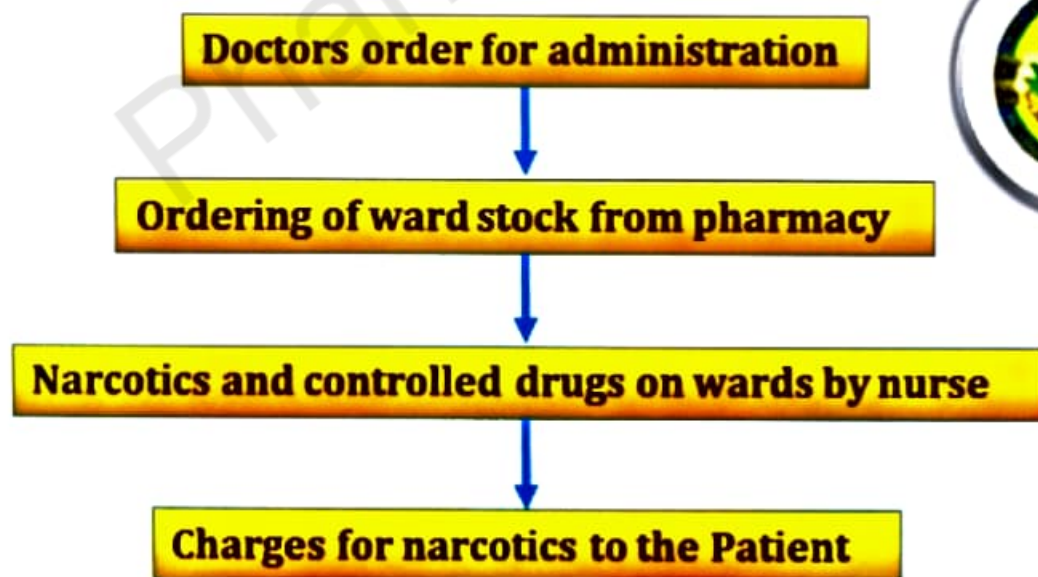 Doctors order for administration
Ordering of ward stock from pharmacy
Narcotics and controlled drugs on wards by nurse
Charges for narcotics to the Patient